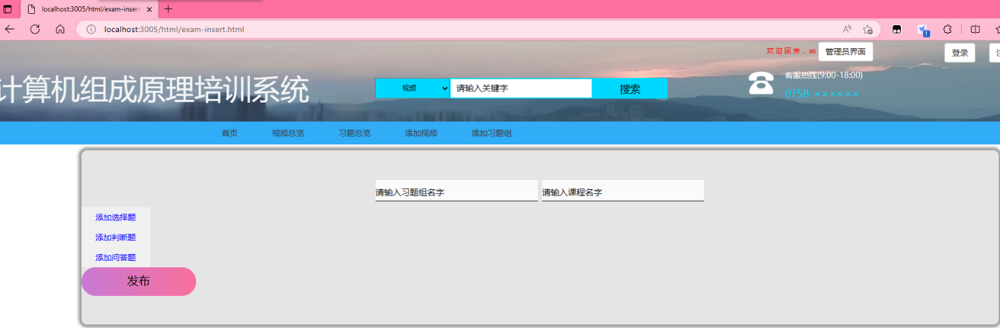 localhost:3005/html/exam-insert.
localhost:3005/html/exam-insert.html
欢迎回来，as
管理员界面
登录
计算机组成原理培训系统
视频
请输入关键字
搜索
客服热线(9:00-18:00)
0758-××××××
首页
视频总览
习题总览
添加视频
添加习题组
请输入习题组名字
请输入课程名字
添加选择题
添加判断题
添加问答题
发布